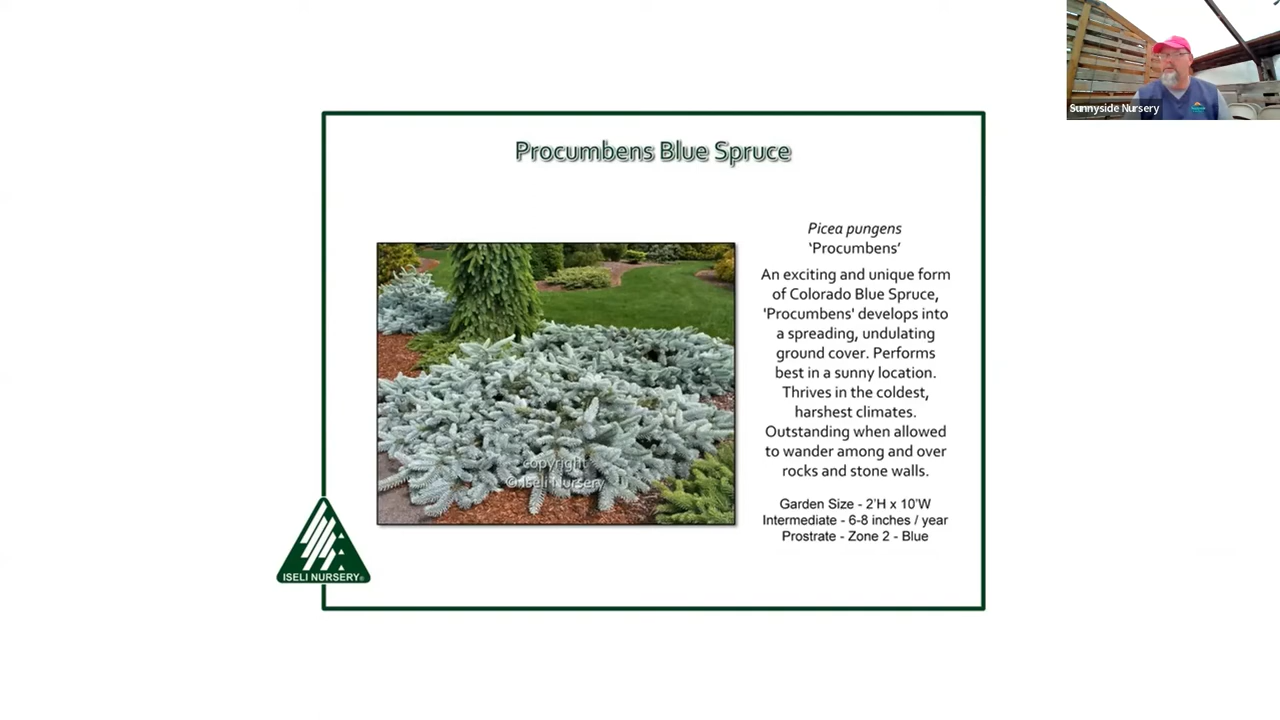 Sunnyside Nursery
Procumbens Blue Spruce
Picea pungens
‘Procumbens’
An exciting and unique form
of Colorado Blue Spruce,
'Procumbens' develops into
a spreading, undulating
ground cover. Performs
best in a sunny location.
Thrives in the coldest,
harshest climates.
Outstanding when allowed
to wander among and over
rocks and stone walls.
Garden Size - 2'H x 10'W
Intermediate - 6-8 inches / year
Prostrate - Zone 2 - Blue
copyright
© Iseli Nursery
ISELI NURSERY®